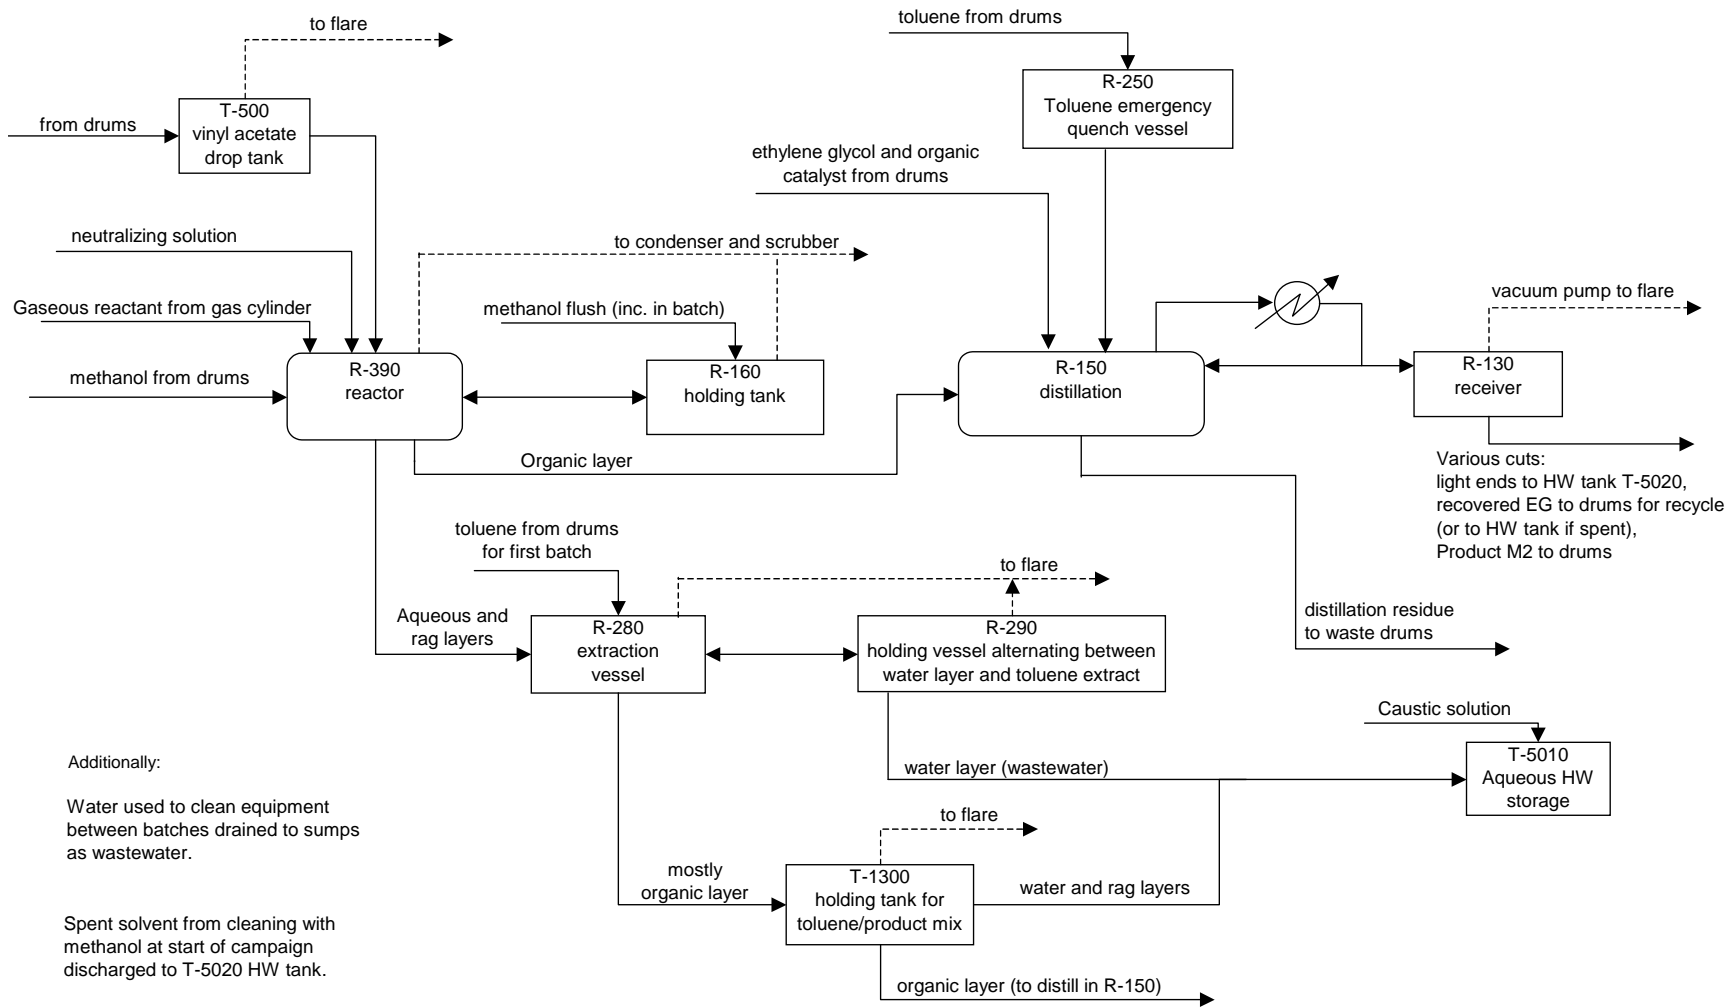 to flare
toluene from drums
R-250
Toluene emergency
quench vessel
T-500
vinyl acetate
drop tank
from drums
ethylene glycol and organic
catalyst from drums
neutralizing solution
to condenser and scrubber
Gaseous reactant from gas cylinder
methanol flush (inc. in batch)
vacuum pump to flare
methanol from drums
R-390
reactor
R-160
holding tank
R-150
distillation
R-130
receiver
Organic layer
Various cuts:
light ends to HW tank T-5020,
recovered EG to drums for recycle
(or to HW tank if spent),
Product M2 to drums
toluene from drums
for first batch
to flare
Aqueous and
rag layers
R-280
extraction
vessel
R-290
holding vessel alternating between
water layer and toluene extract
distillation residue
to waste drums
Caustic solution
T-5010
Aqueous HW
storage
water layer (wastewater)
Additionally:
Water used to clean equipment
between batches drained to sumps
as wastewater.
to flare
mostly
organic layer
T-1300
holding tank for
toluene/product mix
water and rag layers
Spent solvent from cleaning with
methanol at start of campaign
discharged to T-5020 HW tank.
organic layer (to distill in R-150)